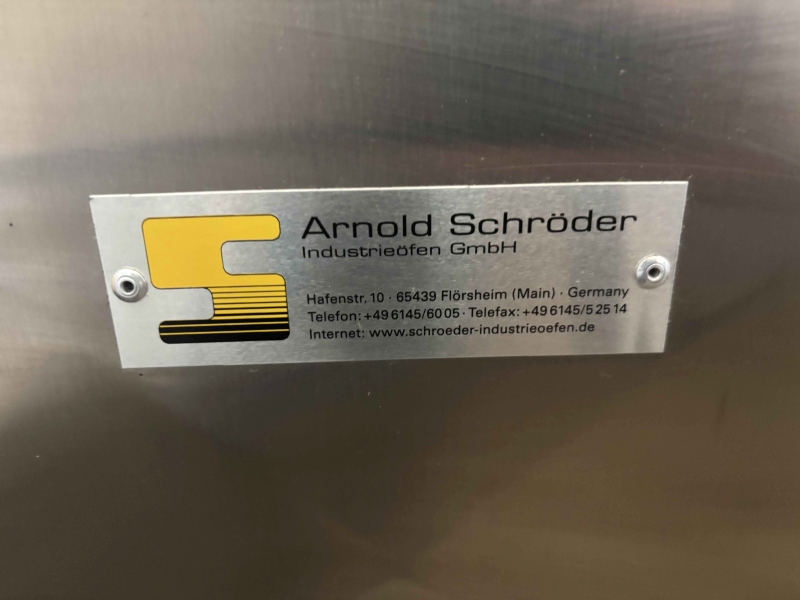 Arnold Schröder
Industrieöfen GmbH
Hafenstr. 10 · 65439 Flörsheim (Main) · Germany
Telefon: +49 6145/60 05 · Telefax: +49 6145/5 25 14
Internet: www.schroeder-industrieoefen.de